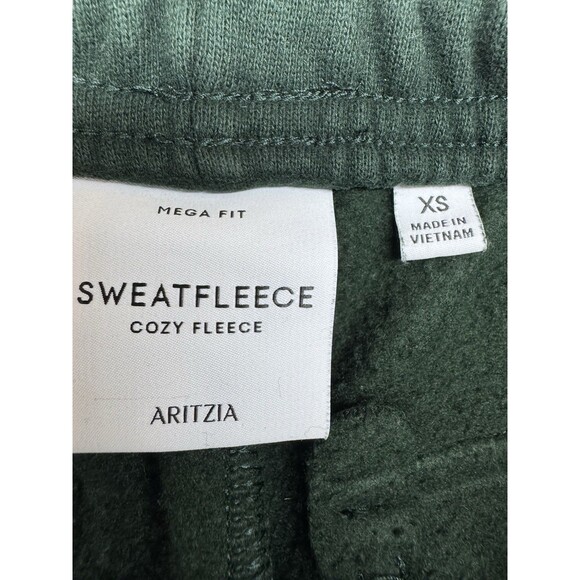 MEGA FIT
SWEATFLEECE
COZY FLEECE
ARITZIA
XS
MADE IN
VIETNAM